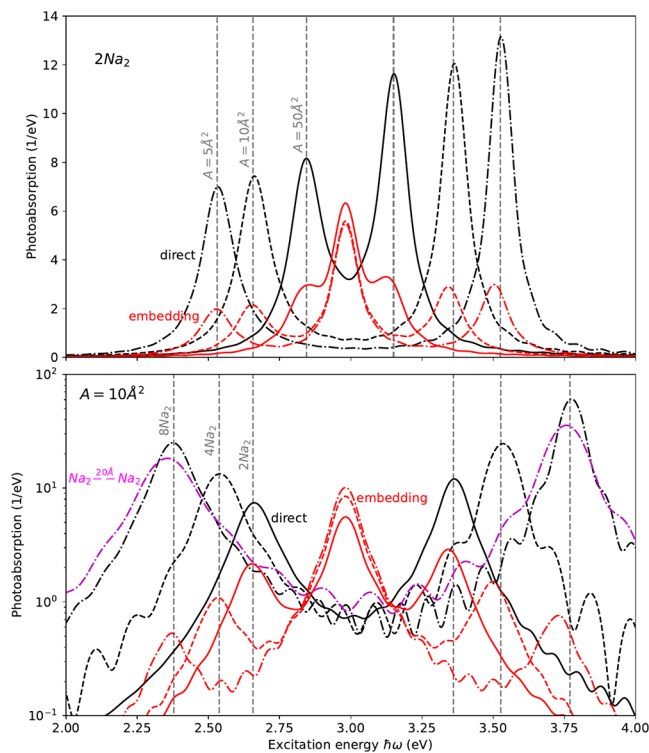 14
2Na₂
12
10
A = 5Å²
A = 10Å²
A = 50Å²
8
6
direct
4
embedding
2
0
Photoabsorption (1/eV)
10²
A = 10Å²
8Na₂
4Na₂
2Na₂
Na₂ —20Å— Na₂
direct
embedding
10¹
10⁰
10⁻¹
Photoabsorption (1/eV)
2.00 2.25 2.50 2.75 3.00 3.25 3.50 3.75 4.00
Excitation energy ℏω (eV)